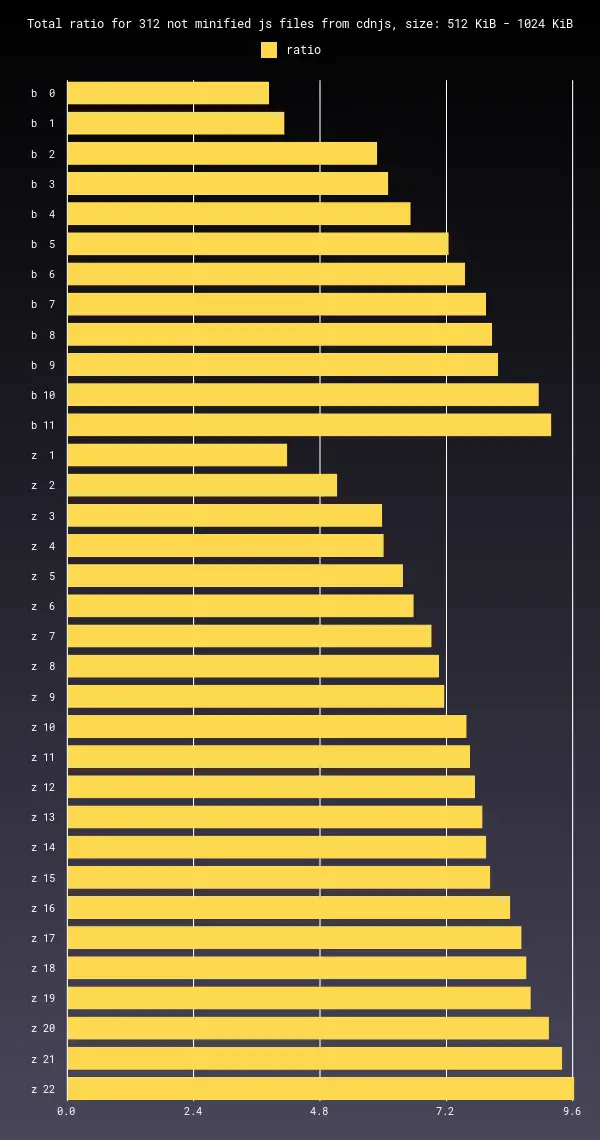 Total ratio for 312 not minified js files from cdnjs, size: 512 KiB - 1024 KiB
ratio
b 0
b 1
b 2
b 3
b 4
b 5
b 6
b 7
b 8
b 9
b 10
b 11
z 1
z 2
z 3
z 4
z 5
z 6
z 7
z 8
z 9
z 10
z 11
z 12
z 13
z 14
z 15
z 16
z 17
z 18
z 19
z 20
z 21
z 22
0.0 2.4 4.8 7.2 9.6